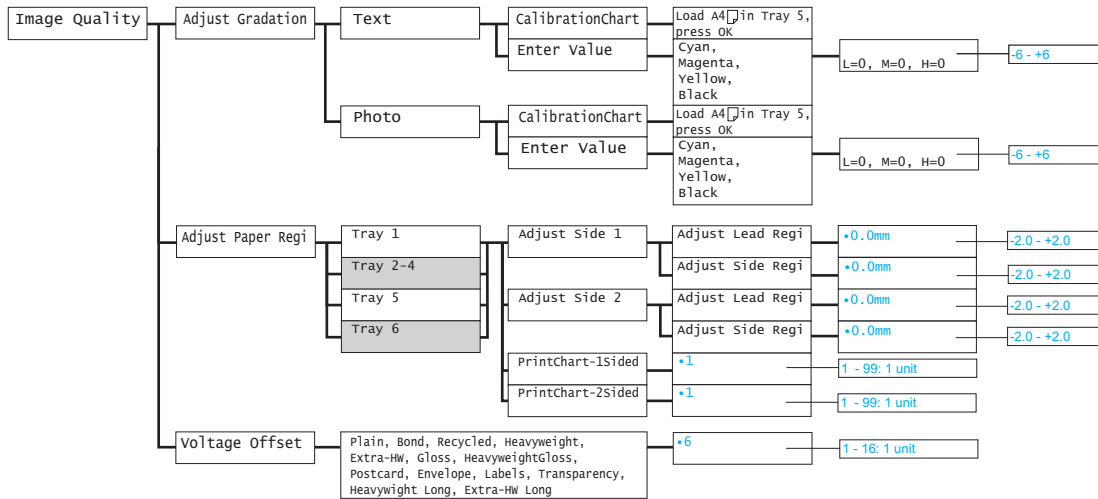 Image Quality
Adjust Gradation
Text
CalibrationChart
Load A4 in Tray 5,
press OK
Enter Value
Cyan,
Magenta,
Yellow,
Black
L=0, M=0, H=0
-6 - +6
Photo
CalibrationChart
Load A4 in Tray 5,
press OK
Enter Value
Cyan,
Magenta,
Yellow,
Black
L=0, M=0, H=0
-6 - +6
Adjust Paper Regi
Tray 1
Tray 2-4
Tray 5
Tray 6
Adjust Side 1
Adjust Lead Regi
•0.0mm
-2.0 - +2.0
Adjust Side Regi
•0.0mm
-2.0 - +2.0
Adjust Side 2
Adjust Lead Regi
•0.0mm
-2.0 - +2.0
Adjust Side Regi
•0.0mm
-2.0 - +2.0
PrintChart-1Sided
•1
1 - 99: 1 unit
PrintChart-2Sided
•1
1 - 99: 1 unit
Voltage Offset
Plain, Bond, Recycled, Heavyweight,
Extra-HW, Gloss, HeavyweightGloss,
Postcard, Envelope, Labels, Transparency,
Heavywight Long, Extra-HW Long
•6
1 - 16: 1 unit